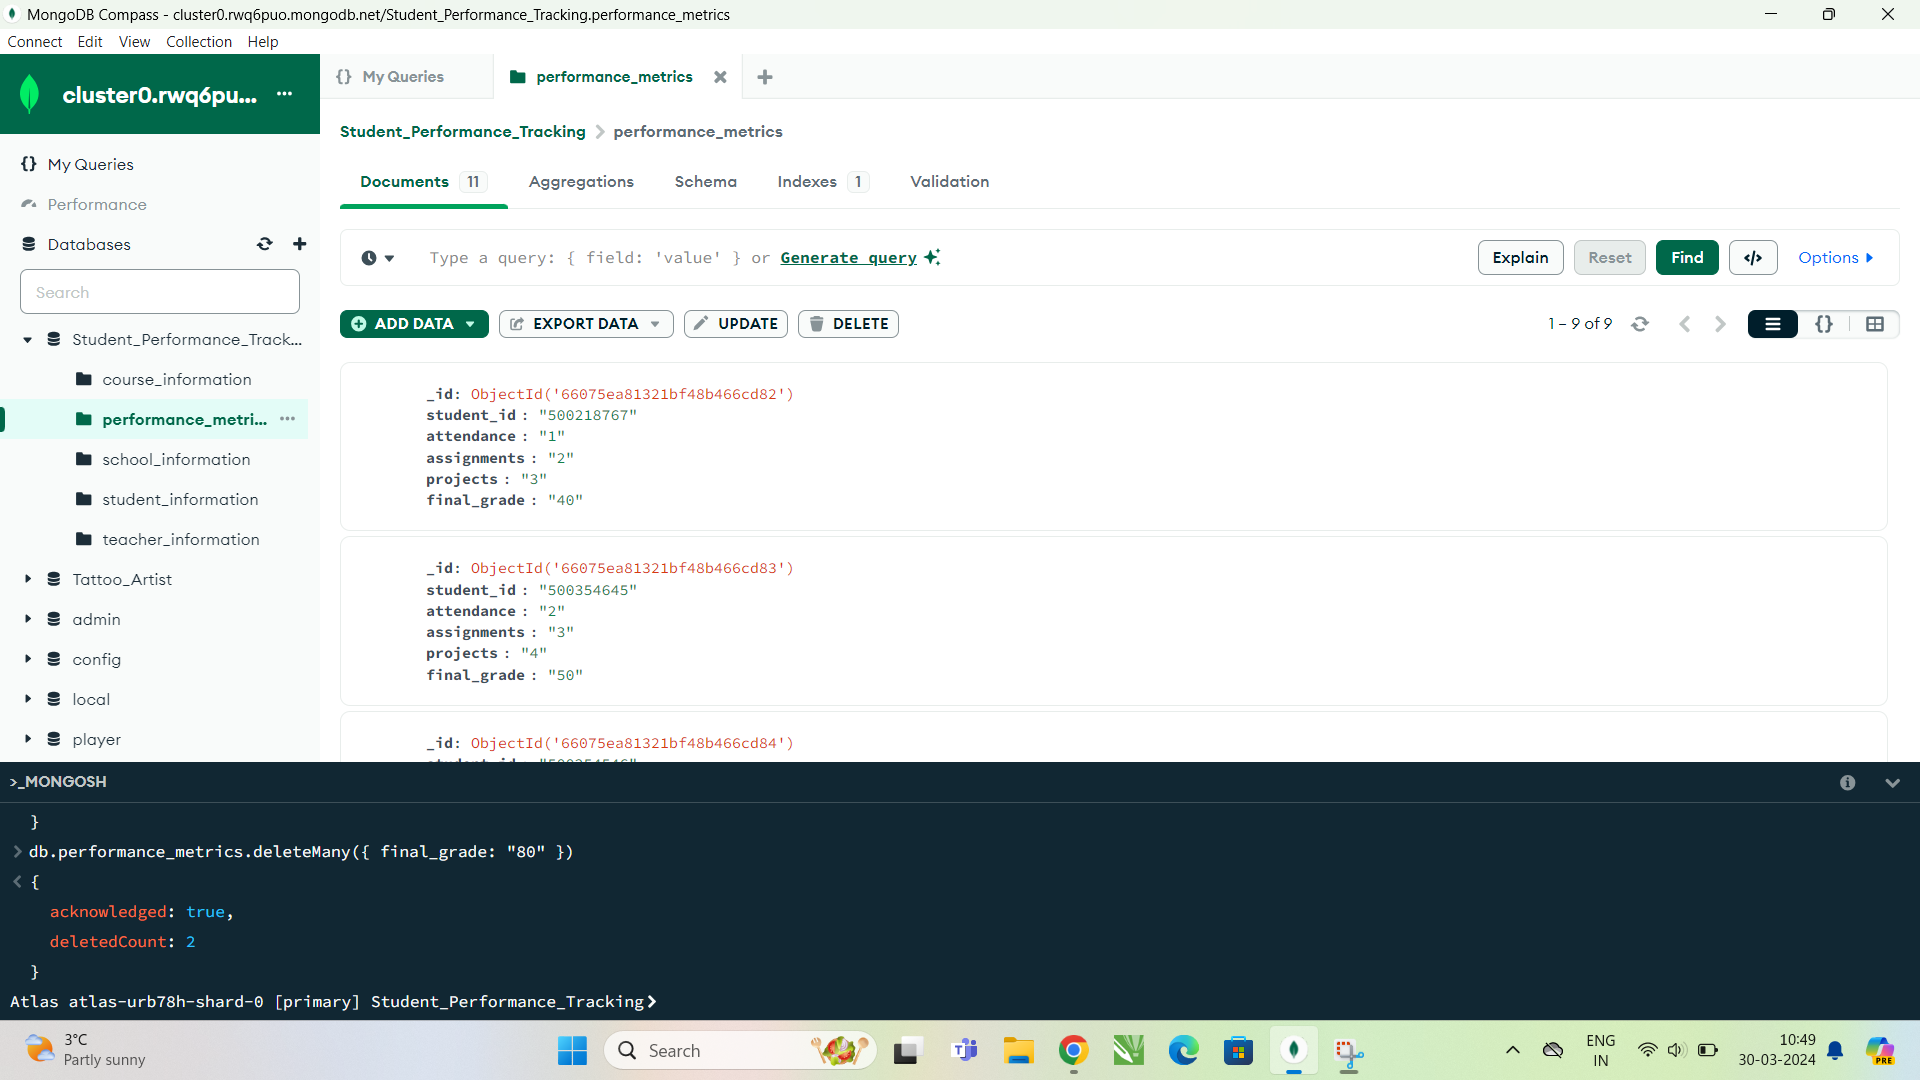 MongoDB Compass - cluster0.rwq6puo.mongodb.net/Student_Performance_Tracking.performance_metrics
Connect Edit View Collection Help
cluster0.rwq6pu... ...
{} My Queries
performance_metrics
{} My Queries
Performance
Databases
Search
Student_Performance_Track...
course_information
performance_metri... ...
school_information
student_information
teacher_information
Tattoo_Artist
admin
config
local
player
Student_Performance_Tracking > performance_metrics
Documents 11 Aggregations Schema Indexes 1 Validation
Type a query: { field: 'value' } or Generate query
Explain Reset Find </> Options
ADD DATA EXPORT DATA UPDATE DELETE
1 – 9 of 9 {}
_id: ObjectId('66075ea81321bf48b466cd82')
student_id : "500218767"
attendance : "1"
assignments : "2"
projects : "3"
final_grade : "40"
_id: ObjectId('66075ea81321bf48b466cd83')
student_id : "500354645"
attendance : "2"
assignments : "3"
projects : "4"
final_grade : "50"
_id: ObjectId('66075ea81321bf48b466cd84')
>_MONGOSH
}
> db.performance_metrics.deleteMany({ final_grade: "80" })
< {
acknowledged: true,
deletedCount: 2
}
Atlas atlas-urb78h-shard-0 [primary] Student_Performance_Tracking>
3°C
Partly sunny
Search
ENG
IN
10:49
30-03-2024
PRE